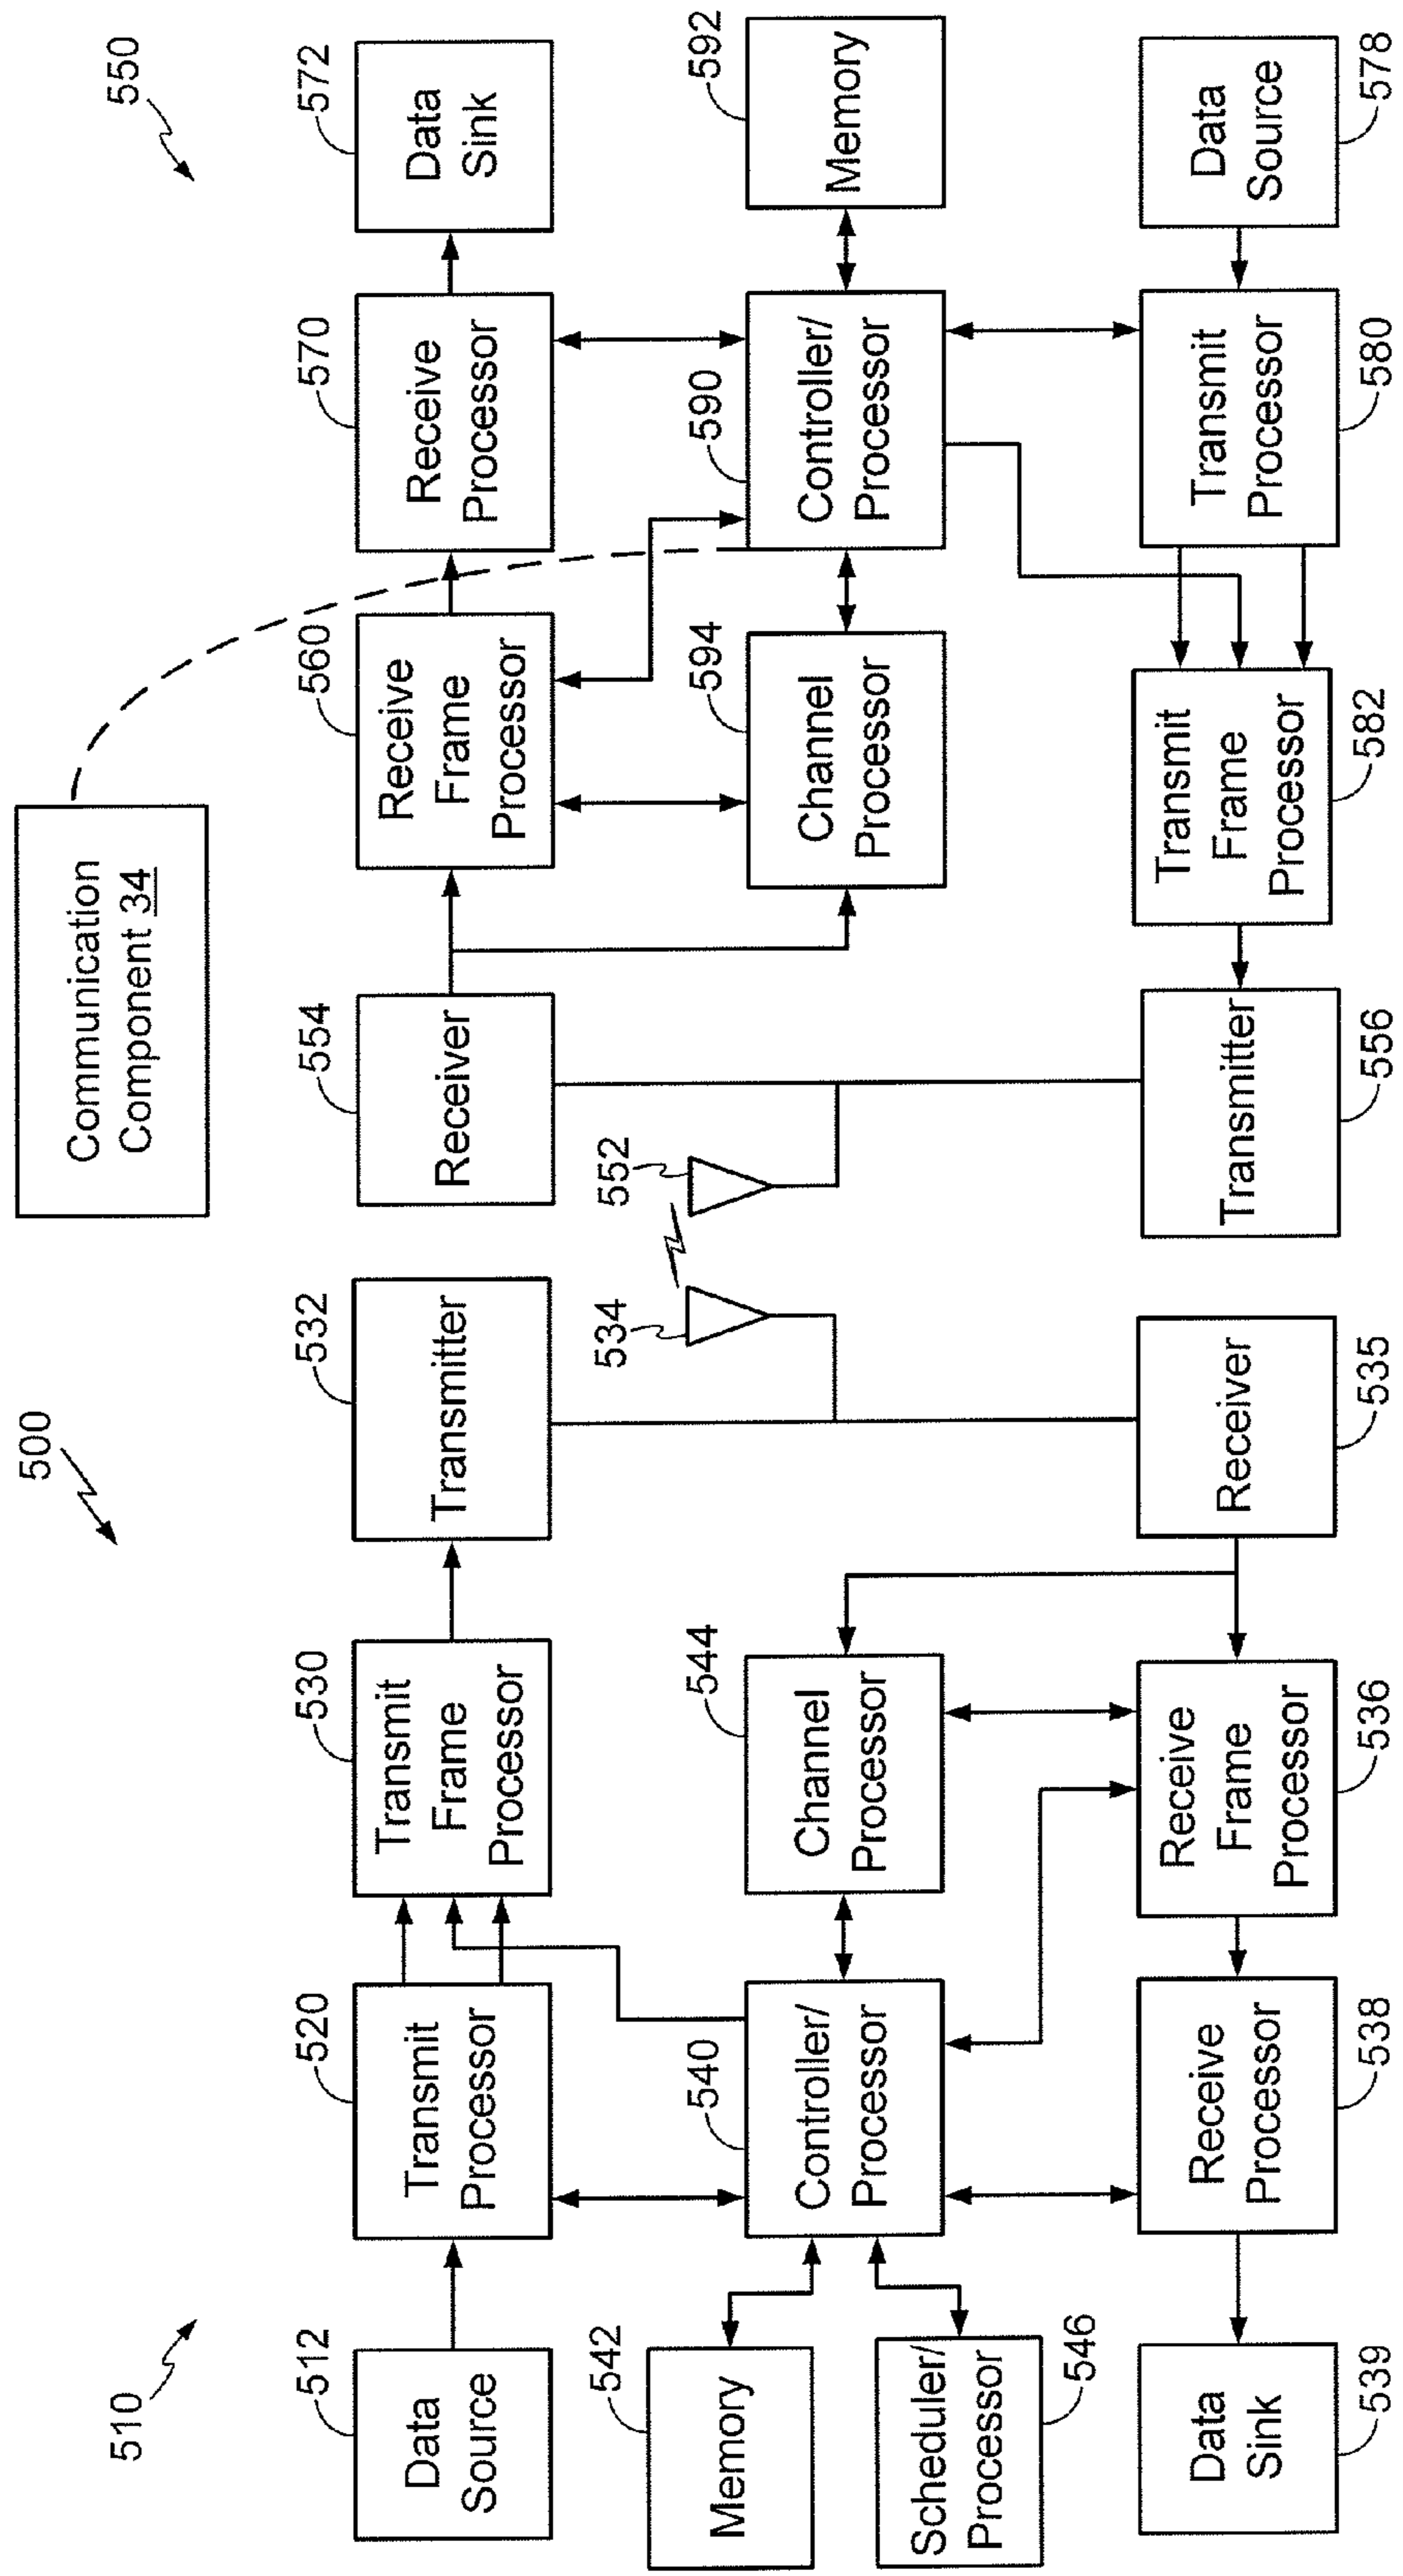 500
510
550
Communication
Component 34
512
Data
Source
520
Transmit
Processor
530
Transmit
Frame
Processor
532
Transmitter
554
Receiver
560
Receive
Frame
Processor
570
Receive
Processor
572
Data
Sink
542
Memory
Scheduler/
Processor
546
540
Controller/
Processor
544
Channel
Processor
534
552
594
Channel
Processor
590
Controller/
Processor
592
Memory
Data
Sink
539
Receive
Processor
538
Receive
Frame
Processor
536
Receiver
535
Transmitter
556
Transmit
Frame
Processor
582
Transmit
Processor
580
Data
Source
578